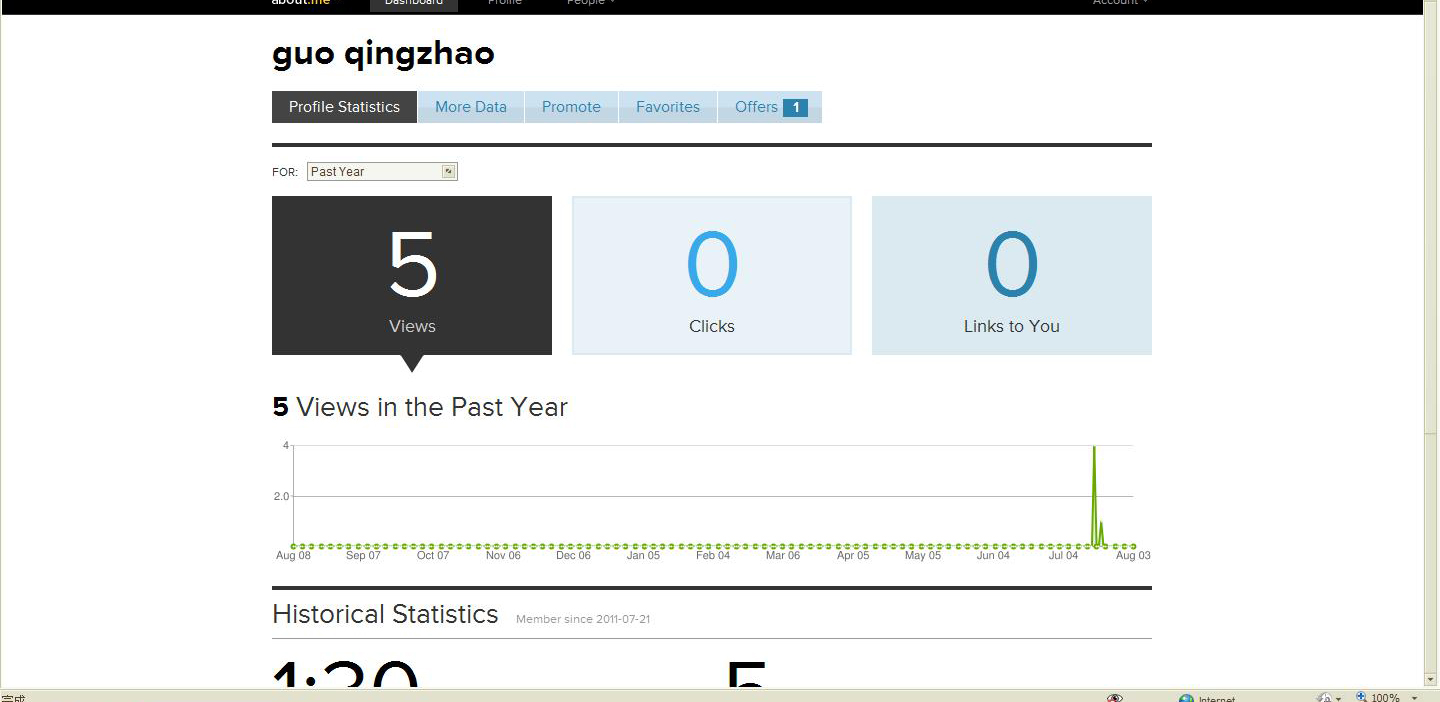 about.me Dashboard Profile People Account
guo qingzhao
Profile Statistics More Data Promote Favorites Offers 1
FOR: Past Year
5 0 0
Views Clicks Links to You
5 Views in the Past Year
4
2.0
Aug 08 Sep 07 Oct 07 Nov 06 Dec 06 Jan 05 Feb 04 Mar 06 Apr 05 May 05 Jun 04 Jul 04 Aug 03
Historical Statistics Member since 2011-07-21
5
完成 Internet 100%